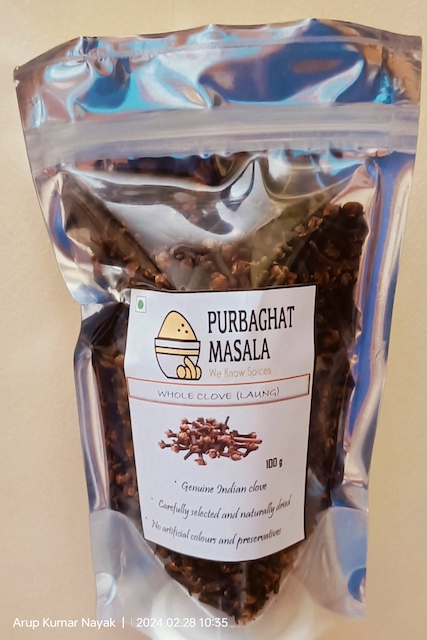 PURBAGHAT
MASALA
We Know Spices
WHOLE CLOVE (LAUNG)
100 g
* Genuine Indian clove
* Carefully selected and naturally dried
* No artificial colours and preservatives
Arup Kumar Nayak | 2024.02.28 10:35